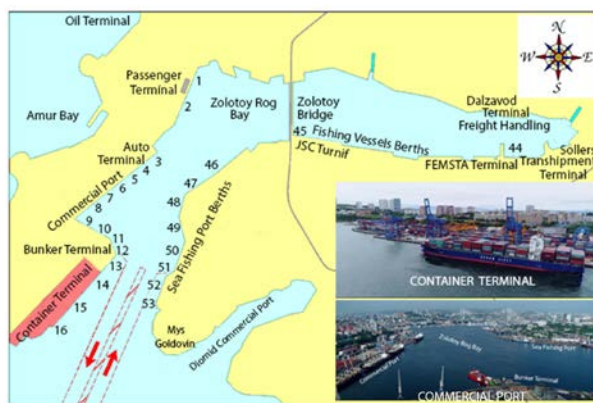 Oil Terminal
N
W E
S
Passenger
Terminal
1
2
Zolotoy Rog
Bay
Zolotoy
Bridge
Dalzavod
Terminal
Freight Handling
Amur Bay
45 Fishing Vessels Berths
JSC Turnif
44
Sollers
Transhipment
Terminal
FEMSTA Terminal
Auto
Terminal
3
4
5
6
7
8
9
10
11
12
13
14
15
16
46
47
48
49
50
51
52
53
Commercial Port
Bunker Terminal
Container Terminal
Sea Fishing Port Berths
Mys
Goldovin
Diomid Commercial Port
CONTAINER TERMINAL
Zolotoy Rog Bay
Sea Fishing Port
Commercial Port
Bunker Terminal
COMMERCIAL PORT